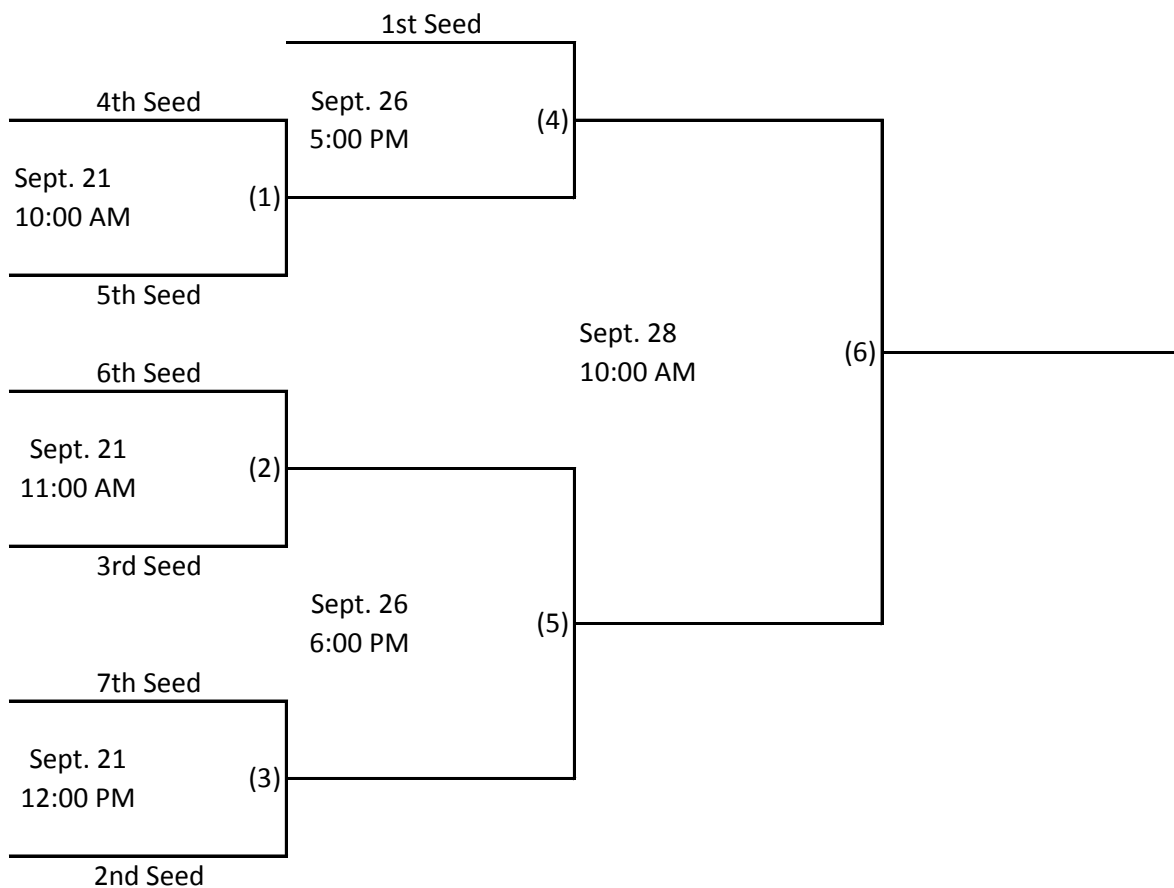 1st Seed
4th Seed
Sept. 26
5:00 PM
(4)
Sept. 21
10:00 AM
(1)
5th Seed
Sept. 28
10:00 AM
(6)
6th Seed
Sept. 21
11:00 AM
(2)
3rd Seed
Sept. 26
6:00 PM
(5)
7th Seed
Sept. 21
12:00 PM
(3)
2nd Seed